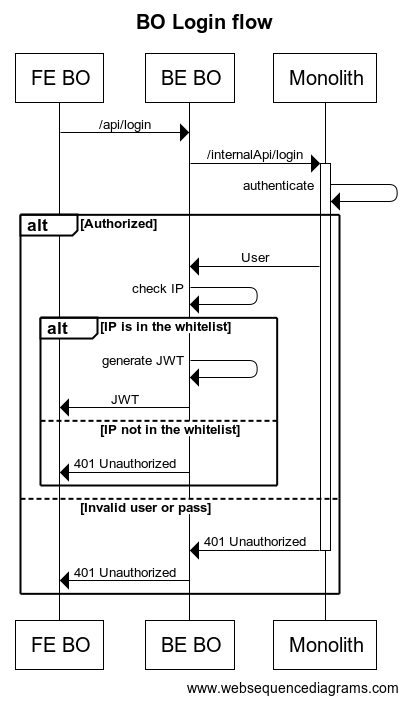 BO Login flow
FE BO
BE BO
Monolith
/api/login
/internalApi/login
authenticate
alt
[Authorized]
User
check IP
alt
[IP is in the whitelist]
generate JWT
JWT
[IP not in the whitelist]
401 Unauthorized
[Invalid user or pass]
401 Unauthorized
401 Unauthorized
FE BO
BE BO
Monolith
www.websequencediagrams.com